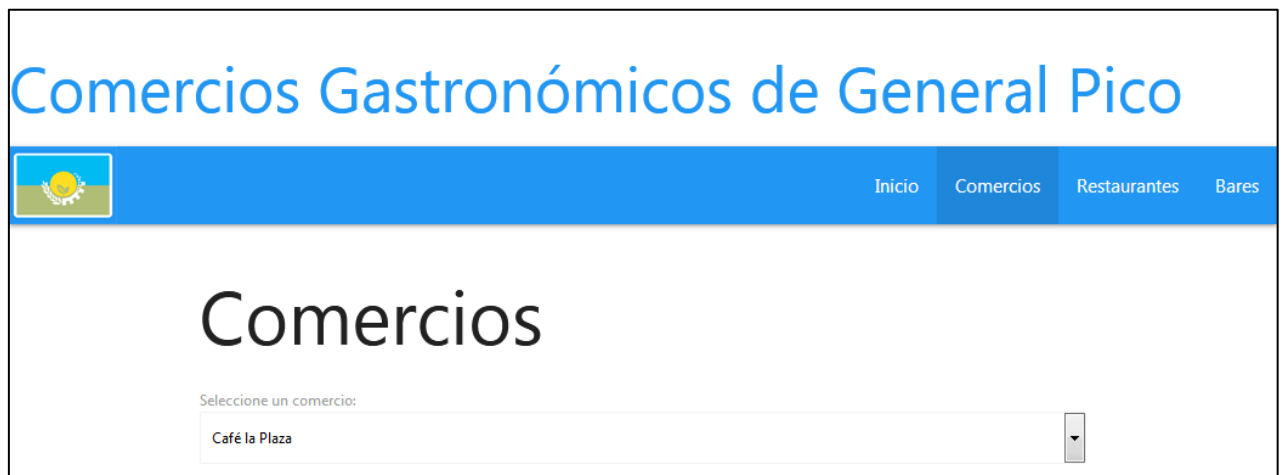 Comercios Gastronómicos de General Pico
Inicio Comercios Restaurantes Bares
Comercios
Seleccione un comercio:
Café la Plaza